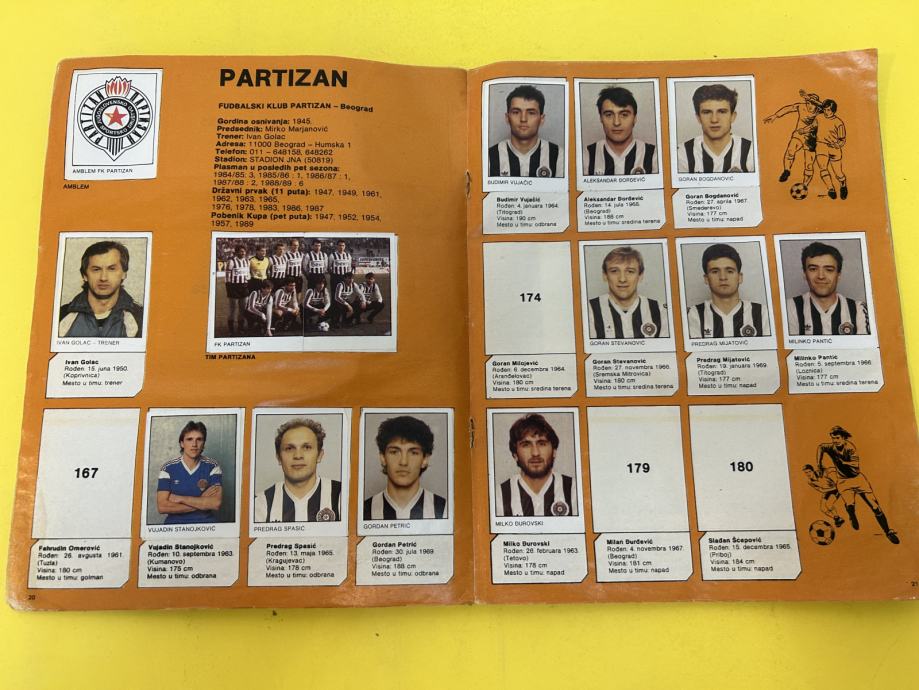 PARTIZAN
FUDBALSKI KLUB PARTIZAN – Beograd
Gordina osnivanja: 1945.
Predsednik: Mirko Marjanović
Trener: Ivan Golac
Adresa: 11000 Beograd – Humska 1
Telefon: 011 – 648158, 648262
Stadion: STADION JNA (50819)
Plasman u poslednjih pet sezona:
1984/85: 3, 1985/86 : 1, 1986/87 : 1,
1987/88 : 2, 1988/89 : 6
Državni prvak (11 puta): 1947, 1949, 1961,
1962, 1963, 1965,
1976, 1978, 1983, 1986, 1987
Pobenik Kupa (pet puta): 1947, 1952, 1954,
1957, 1989
PARTIZAN
AMBLEM FK PARTIZAN
AMBLEM
IVAN GOLAC – TRENER
Ivan Golac
Rođen: 15. juna 1950.
(Koprivnica)
Mesto u timu: trener
FK PARTIZAN
TIM PARTIZANA
167
Fahrudin Omerović
Rođen: 26. avgusta 1961.
(Tuzla)
Visina: 180 cm
Mesto u timu: golman
VUJADIN STANOJKOVIĆ
Vujadin Stanojković
Rođen: 10. septembra 1963.
(Kumanovo)
Visina: 175 cm
Mesto u timu: odbrana
PREDRAG SPASIĆ
Predrag Spasić
Rođen: 13. maja 1965.
(Kragujevac)
Visina: 178 cm
Mesto u timu: odbrana
GORDAN PETRIĆ
Gordan Petrić
Rođen: 30. jula 1969.
(Beograd)
Visina: 188 cm
Mesto u timu: odbrana
20
BUDIMIR VUJAČIĆ
Budimir Vujačić
Rođen: 4. januara 1964.
(Titograd)
Visina: 190 cm
Mesto u timu: odbrana
ALEKSANDAR ĐORĐEVIĆ
Aleksandar Đorđević
Rođen: 14. jula 1968.
(Beograd)
Visina: 188 cm
Mesto u timu: sredina terena
GORAN BOGDANOVIĆ
Goran Bogdanović
Rođen: 27. aprila 1967.
(Smederevo)
Visina: 177 cm
Mesto u timu: napad
174
Goran Milojević
Rođen: 6. decembra 1964.
(Aranđelovac)
Visina: 180 cm
Mesto u timu: sredina terena
GORAN STEVANOVIĆ
Goran Stevanović
Rođen: 27. novembra 1966.
(Sremska Mitrovica)
Visina: 180 cm
Mesto u timu: sredina terena
PREDRAG MIJATOVIĆ
Predrag Mijatović
Rođen: 19. januara 1969.
(Titograd)
Visina: 177 cm
Mesto u timu: napad
MILINKO PANTIĆ
Milinko Pantić
Rođen: 5. septembra 1966.
(Loznica)
Visina: 177 cm
Mesto u timu: sredina terena
MILKO ĐUROVSKI
Milko Đurovski
Rođen: 26. februara 1963.
(Tetovo)
Visina: 178 cm
Mesto u timu: napad
179
Milan Đurđević
Rođen: 4. novembra 1967.
(Beograd)
Visina: 181 cm
Mesto u timu: napad
180
Slađan Šćepović
Rođen: 15. decembra 1965.
(Priboj)
Visina: 184 cm
Mesto u timu: napad